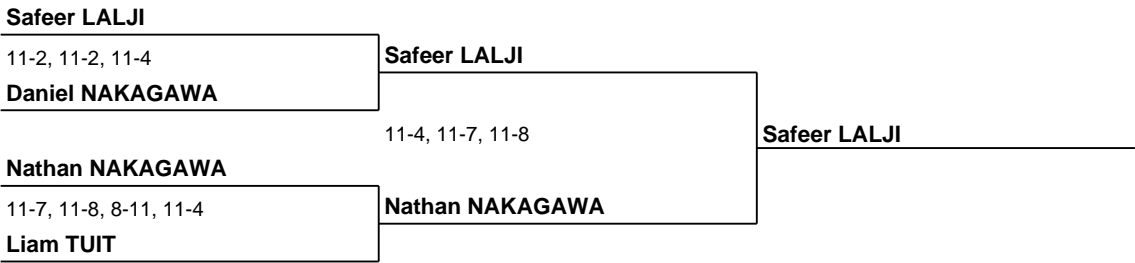 Safeer LALJI
11-2, 11-2, 11-4
Safeer LALJI
Daniel NAKAGAWA
11-4, 11-7, 11-8
Safeer LALJI
Nathan NAKAGAWA
11-7, 11-8, 8-11, 11-4
Nathan NAKAGAWA
Liam TUIT